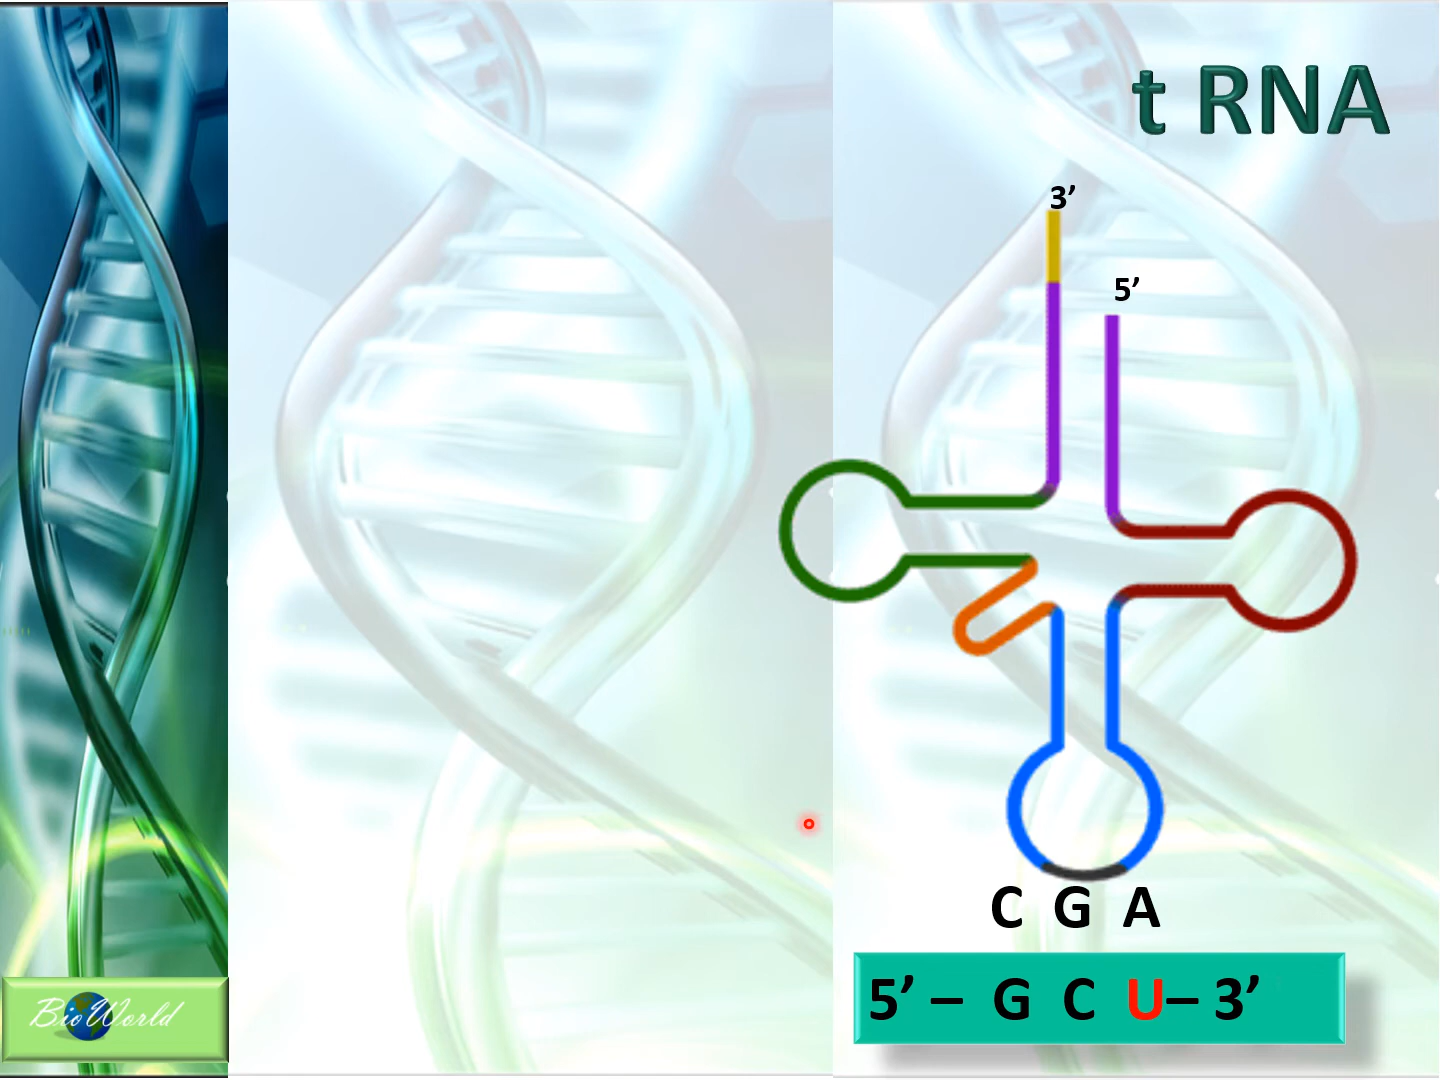 t RNA
3’
5’
C G A
5’ – G C U – 3’
BioWorld